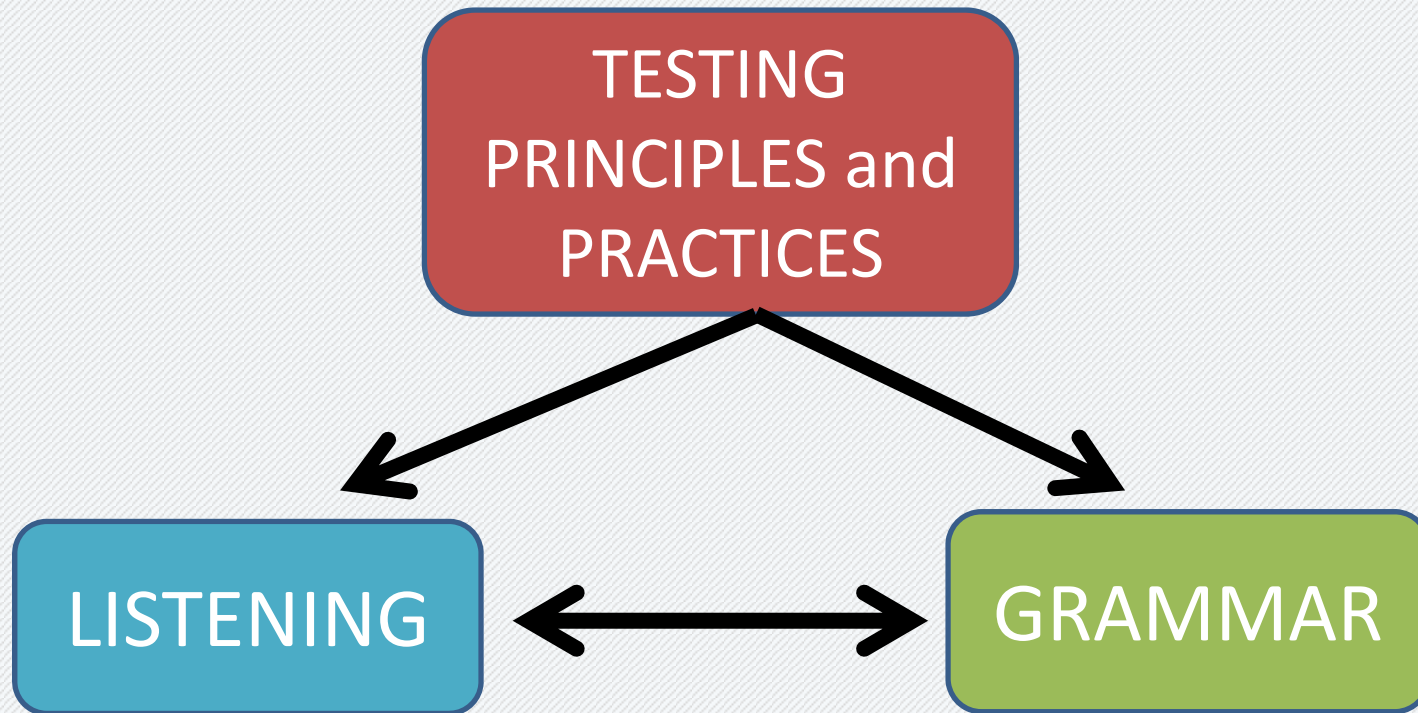 TESTING
PRINCIPLES and
PRACTICES
LISTENING
GRAMMAR